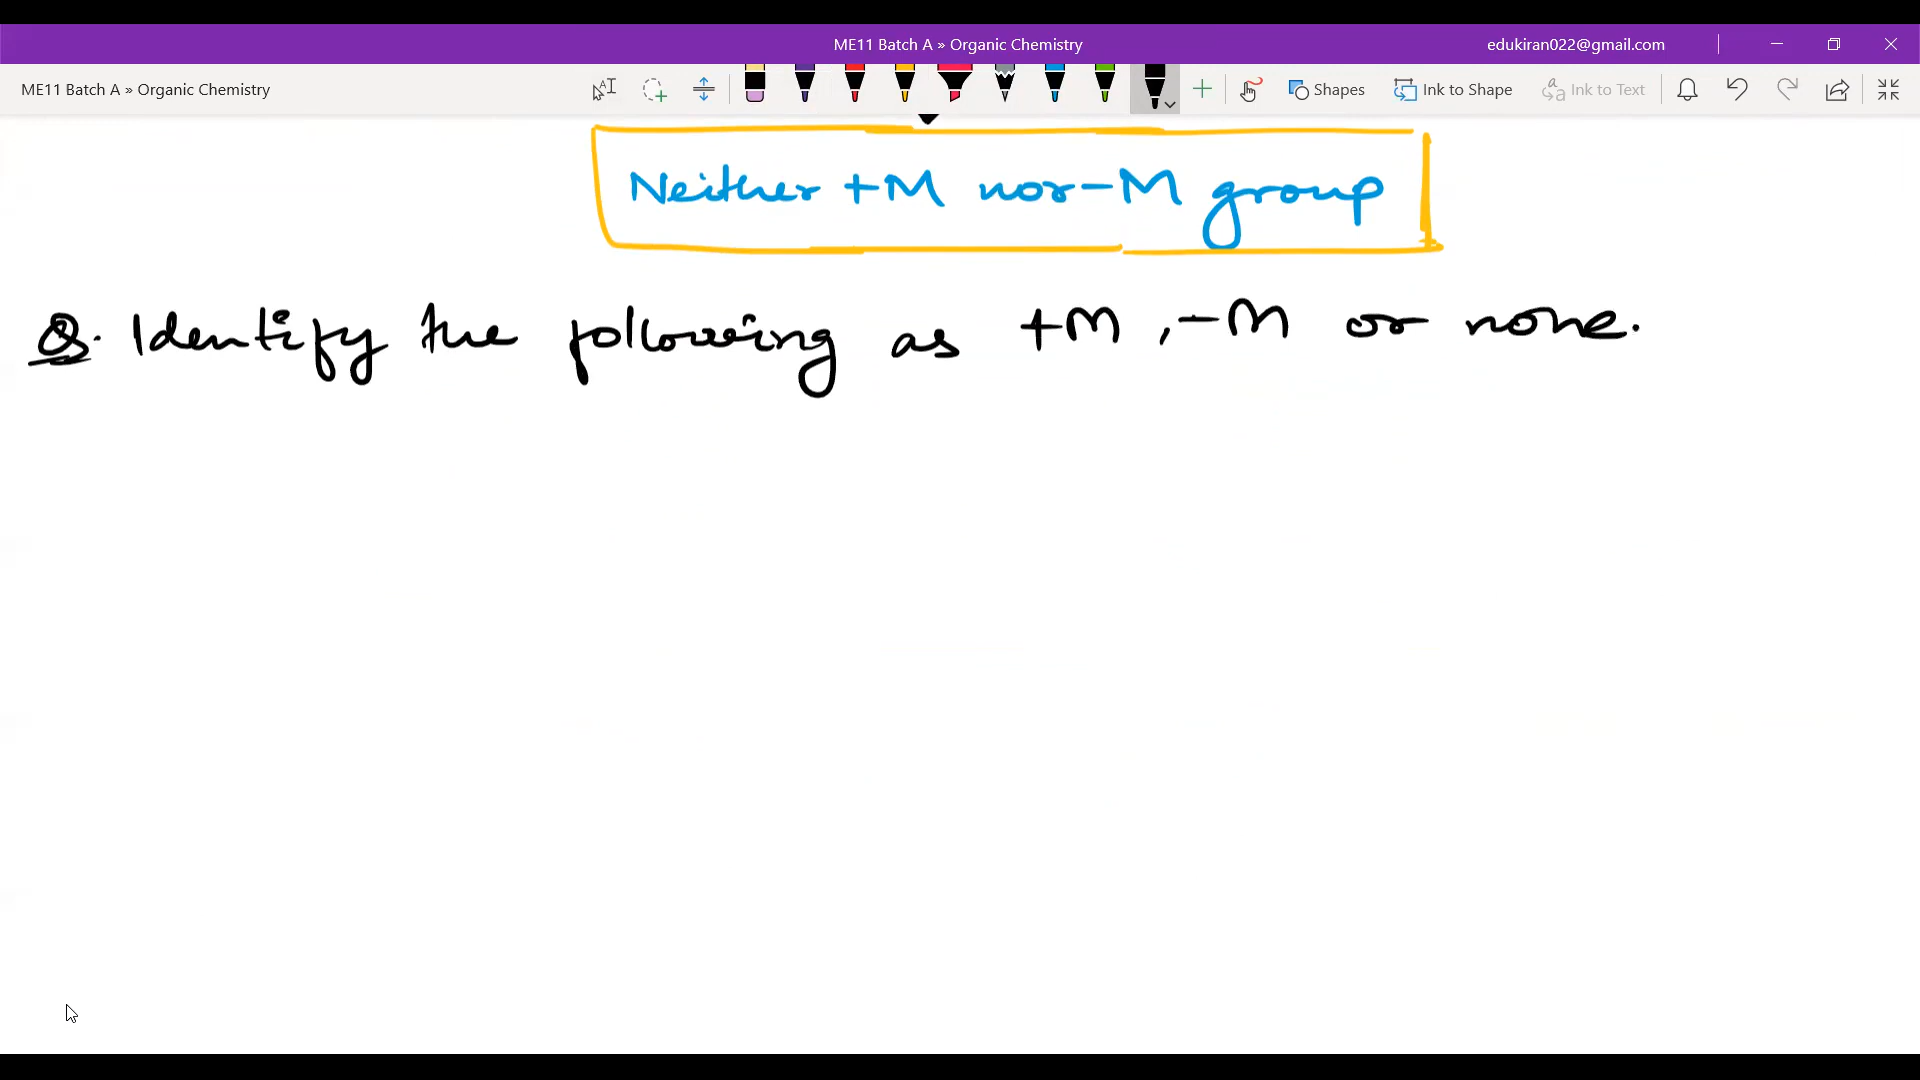 ME11 Batch A » Organic Chemistry
edukiran022@gmail.com
ME11 Batch A » Organic Chemistry
Shapes
Ink to Shape
Ink to Text
Neither +M nor -M group
Q. Identify the following as +M, -M or none.